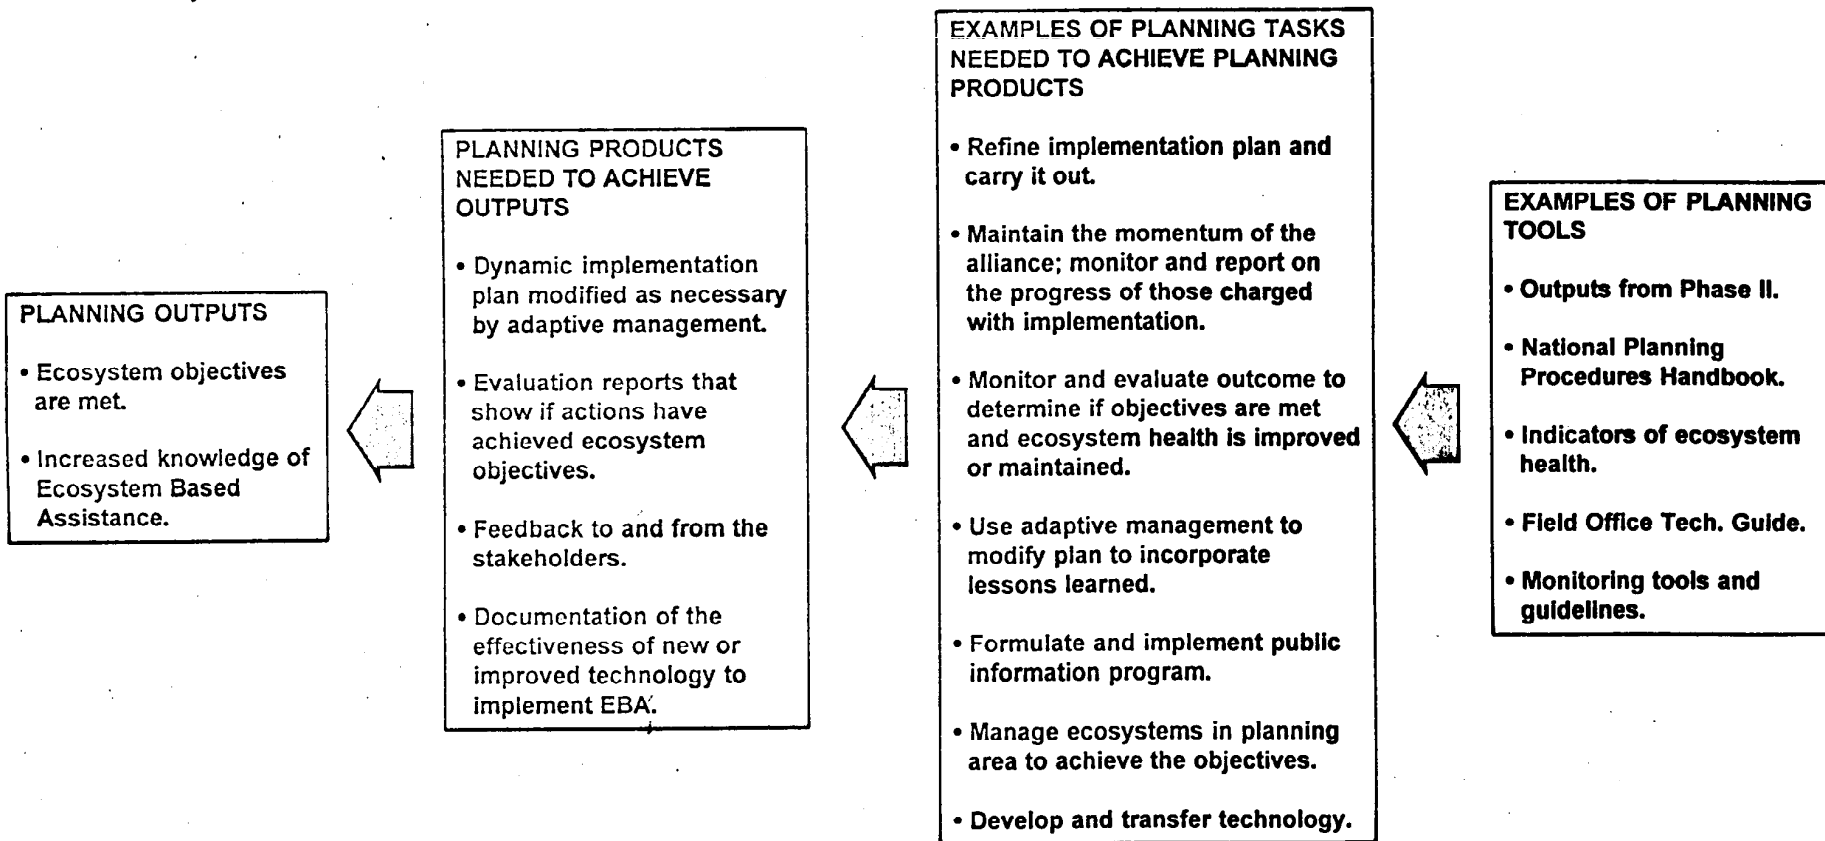 PLANNING OUTPUTS
• Ecosystem objectives
are met.
• Increased knowledge of
Ecosystem Based
Assistance.
PLANNING PRODUCTS
NEEDED TO ACHIEVE
OUTPUTS
• Dynamic implementation
plan modified as necessary
by adaptive management.
• Evaluation reports that
show if actions have
achieved ecosystem
objectives.
• Feedback to and from the
stakeholders.
• Documentation of the
effectiveness of new or
improved technology to
implement EBA.
EXAMPLES OF PLANNING TASKS
NEEDED TO ACHIEVE PLANNING
PRODUCTS
• Refine implementation plan and
carry it out.
• Maintain the momentum of the
alliance; monitor and report on
the progress of those charged
with implementation.
• Monitor and evaluate outcome to
determine if objectives are met
and ecosystem health is improved
or maintained.
• Use adaptive management to
modify plan to incorporate
lessons learned.
• Formulate and implement public
information program.
• Manage ecosystems in planning
area to achieve the objectives.
• Develop and transfer technology.
EXAMPLES OF PLANNING
TOOLS
• Outputs from Phase II.
• National Planning
Procedures Handbook.
• Indicators of ecosystem
health.
• Field Office Tech. Guide.
• Monitoring tools and
guidelines.